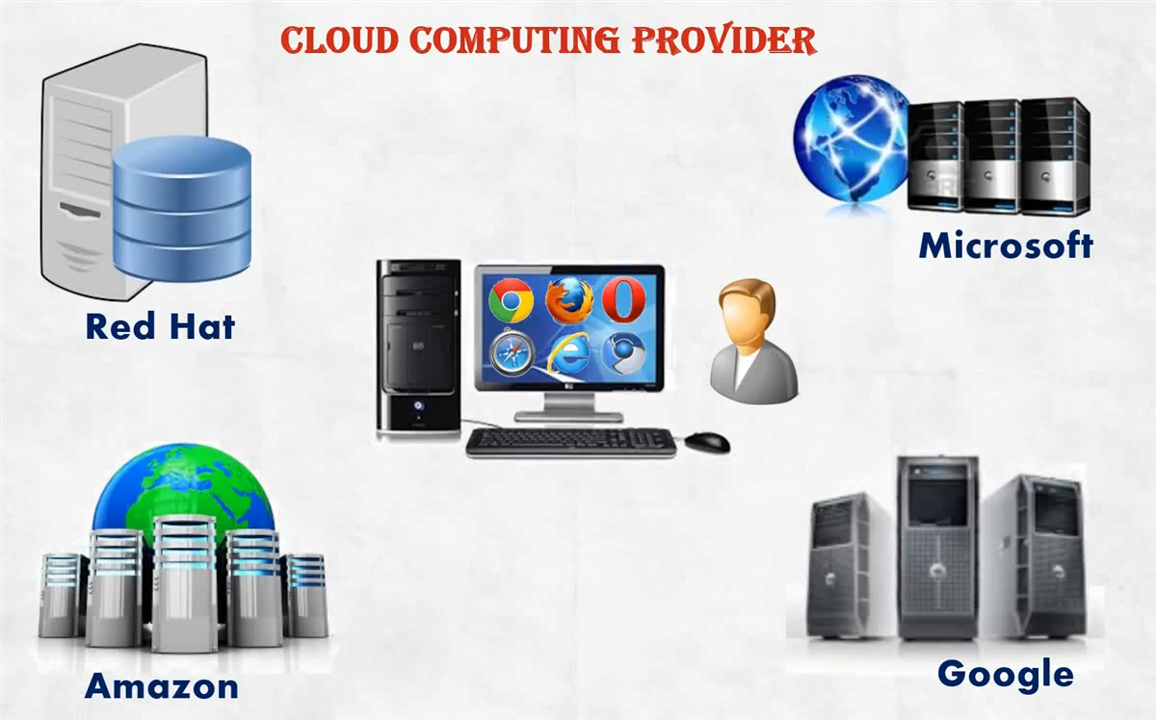 CLOUD COMPUTING PROVIDER
Microsoft
Red Hat
Amazon
Google